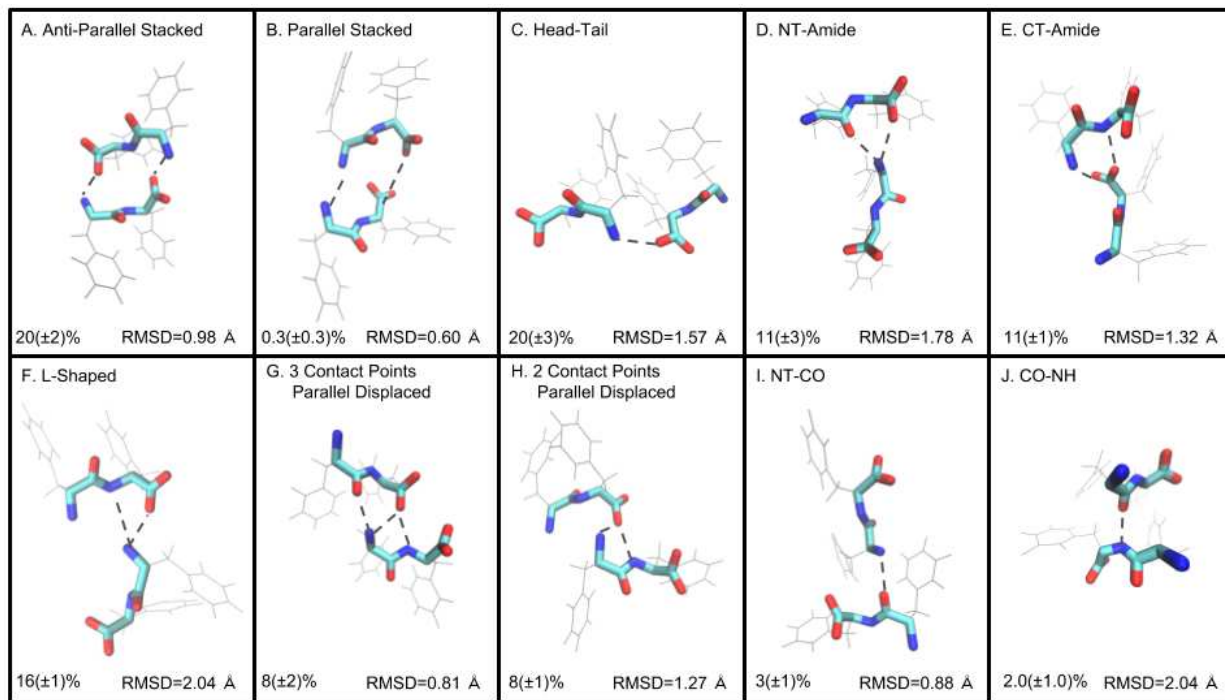 A. Anti-Parallel Stacked
20(±2)% RMSD=0.98 Å
B. Parallel Stacked
0.3(±0.3)% RMSD=0.60 Å
C. Head-Tail
20(±3)% RMSD=1.57 Å
D. NT-Amide
11(±3)% RMSD=1.78 Å
E. CT-Amide
11(±1)% RMSD=1.32 Å
F. L-Shaped
16(±1)% RMSD=2.04 Å
G. 3 Contact Points
Parallel Displaced
8(±2)% RMSD=0.81 Å
H. 2 Contact Points
Parallel Displaced
8(±1)% RMSD=1.27 Å
I. NT-CO
3(±1)% RMSD=0.88 Å
J. CO-NH
2.0(±1.0)% RMSD=2.04 Å